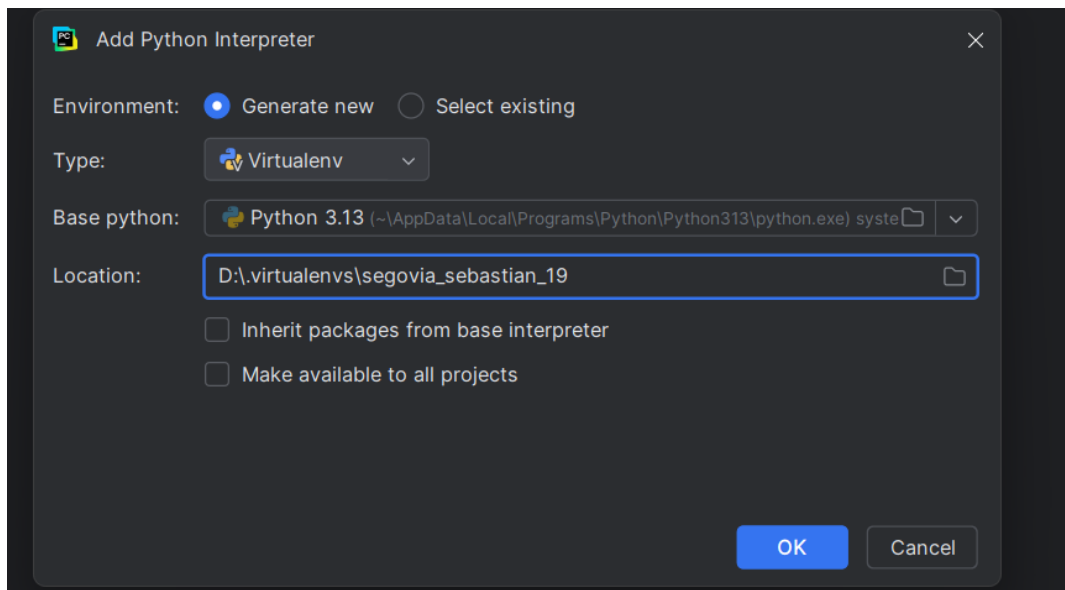 PC
Add Python Interpreter
Environment: Generate new Select existing
Type: Virtualenv
Base python: Python 3.13 (~\AppData\Local\Programs\Python\Python313\python.exe) syste
Location: D:\.virtualenvs\segovia_sebastian_19
Inherit packages from base interpreter
Make available to all projects
OK Cancel